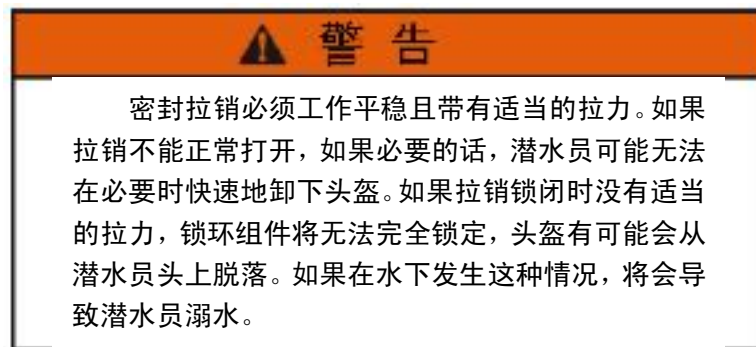 警告
密封拉销必须工作平稳且带有适当的拉力。如果
拉销不能正常打开，如果必要的话，潜水员可能无法
在必要时快速地卸下头盔。如果拉销锁闭时没有适当
的拉力，锁环组件将无法完全锁定，头盔有可能会从
潜水员头上脱落。如果在水下发生这种情况，将会导
致潜水员溺水。